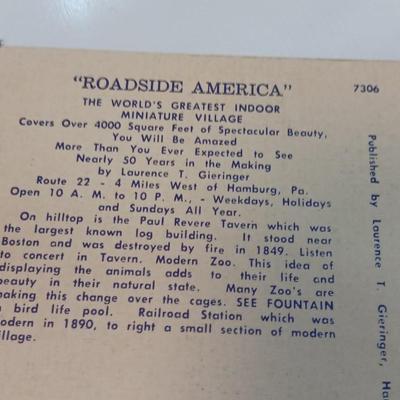 "ROADSIDE AMERICA"
7306
THE WORLD'S GREATEST INDOOR
MINIATURE VILLAGE
Covers Over 4000 Square Feet of Spectacular Beauty,
You Will Be Amazed
More Than You Ever Expected to See
Nearly 50 Years in the Making
by Laurence T. Gieringer
Route 22 - 4 Miles West of Hamburg, Pa.
Open 10 A. M. to 10 P. M., - Weekdays, Holidays
and Sundays All Year.
On hilltop is the Paul Revere Tavern which was
the largest known log building. It stood near
Boston and was destroyed by fire in 1849. Listen
to concert in Tavern. Modern Zoo. This idea of
displaying the animals adds to their life and
beauty in their natural state. Many Zoo's are
making this change over the cages. SEE FOUNTAIN
bird life pool. Railroad Station which was
modern in 1890, to right a small section of modern
village.
Published by Laurence T. Gieringer,